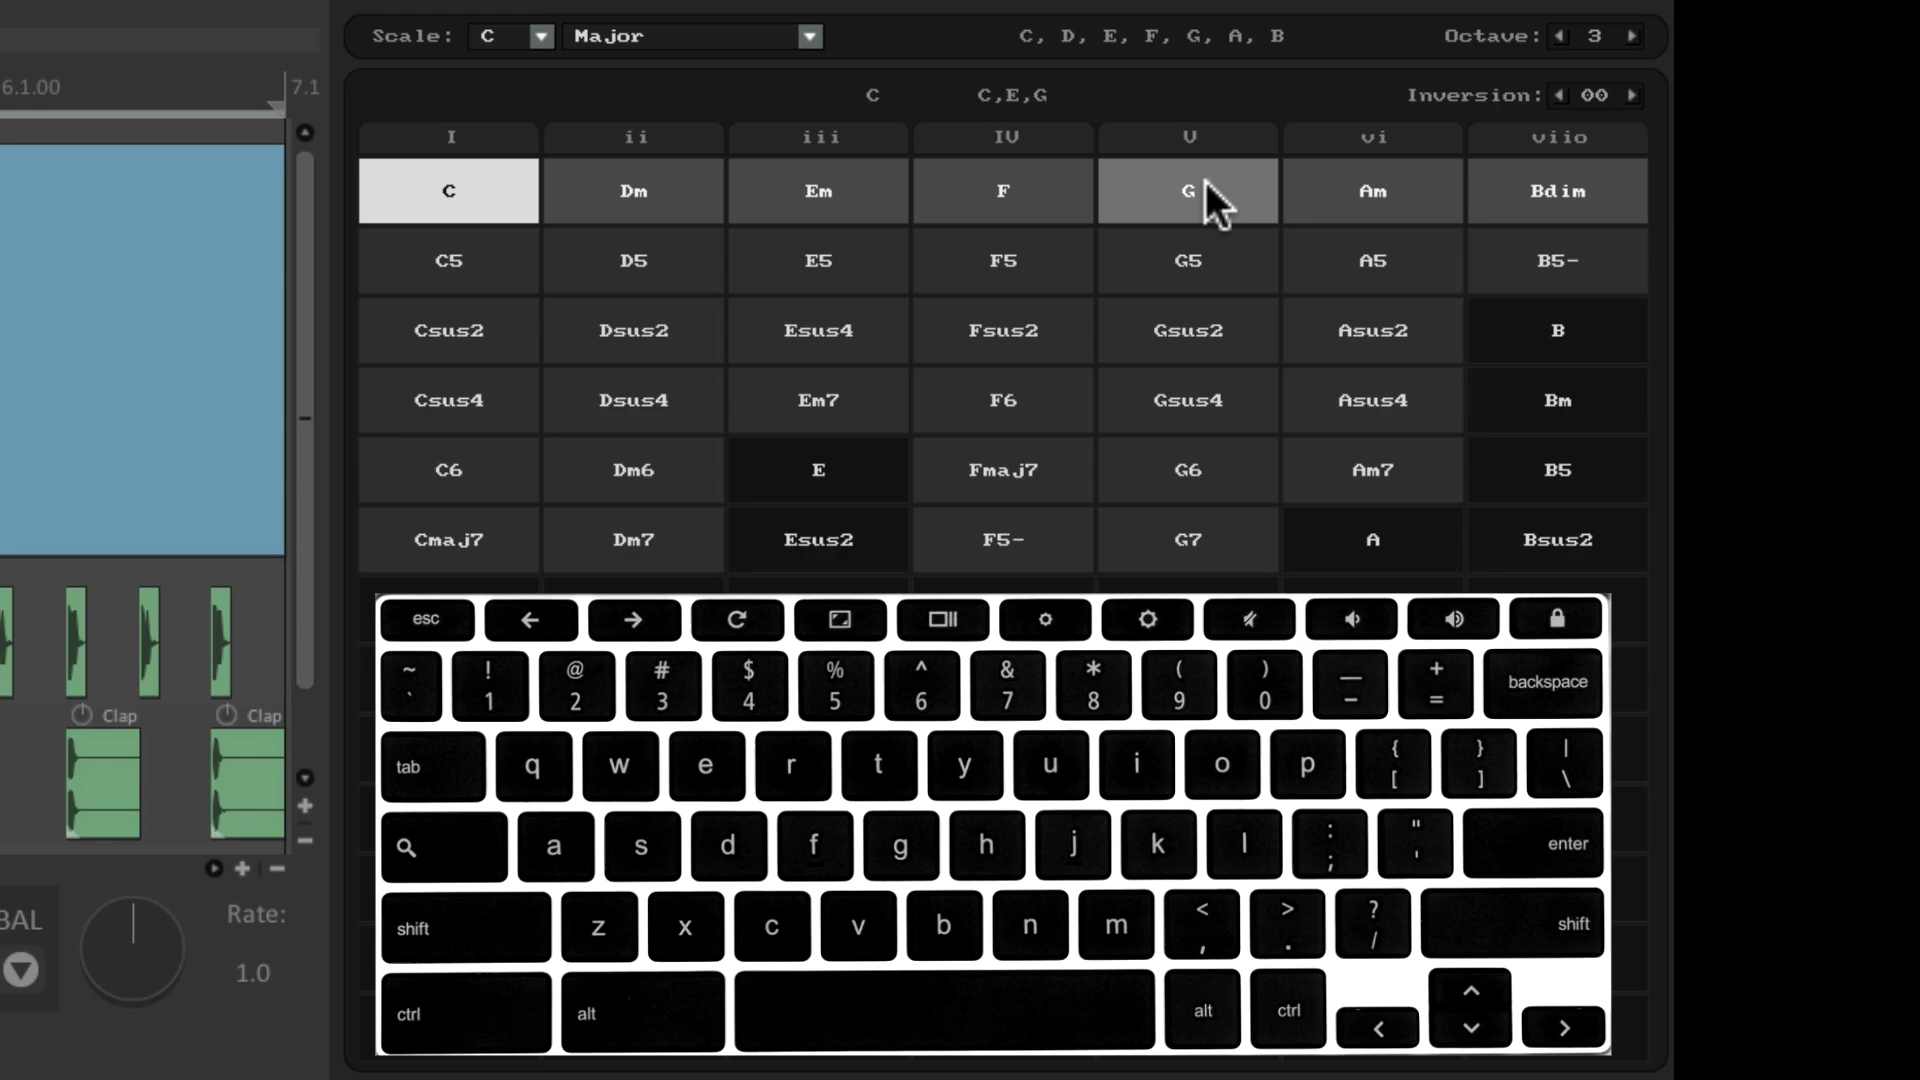 Scale: C Major C, D, E, F, G, A, B Octave: 3
6.1.00 7.1
C C,E,G Inversion: 00
I ii iii IV V vi viio
C Dm Em F G Am Bdim
C5 D5 E5 F5 G5 A5 B5-
Csus2 Dsus2 Esus4 Fsus2 Gsus2 Asus2 B
Csus4 Dsus4 Em7 F6 Gsus4 Asus4 Bm
C6 Dm6 E Fmaj7 G6 Am7 B5
Cmaj7 Dm7 Esus2 F5- G7 A Bsus2
Clap Clap
BAL
Rate:
1.0
esc
~ ! @ # $ % ^ & * ( ) — +
` 1 2 3 4 5 6 7 8 9 0 - = backspace
tab q w e r t y u i o p { [ } ] | \
a s d f g h j k l : ; " ' enter
shift z x c v b n m < , > . ? / shift
ctrl alt alt ctrl